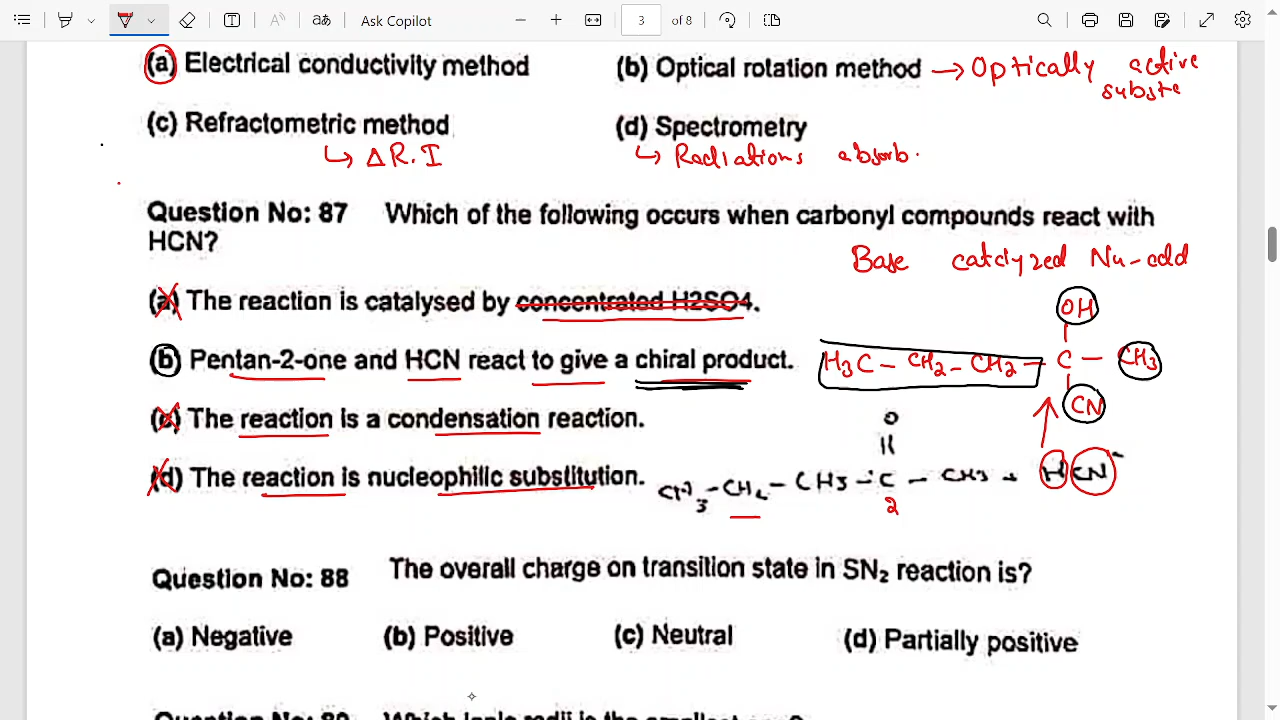 Ask Copilot
3 of 8
(a) Electrical conductivity method (b) Optical rotation method → Optically active
subste
(c) Refractometric method (d) Spectrometry
↳ Δ R.I ↳ Radiations absorb.
Question No: 87 Which of the following occurs when carbonyl compounds react with
HCN?
Base catalyzed Nu-add
(a) The reaction is catalysed by concentrated H2SO4.
OH
(b) Pentan-2-one and HCN react to give a chiral product.
H3C - CH2 - CH2 - C - CH3
CN
(c) The reaction is a condensation reaction.
O
||
(d) The reaction is nucleophilic substitution.
CH3 - CH2 - CH3 - C - CH3 + HCN-
2
Question No: 88 The overall charge on transition state in SN2 reaction is?
(a) Negative (b) Positive (c) Neutral (d) Partially positive